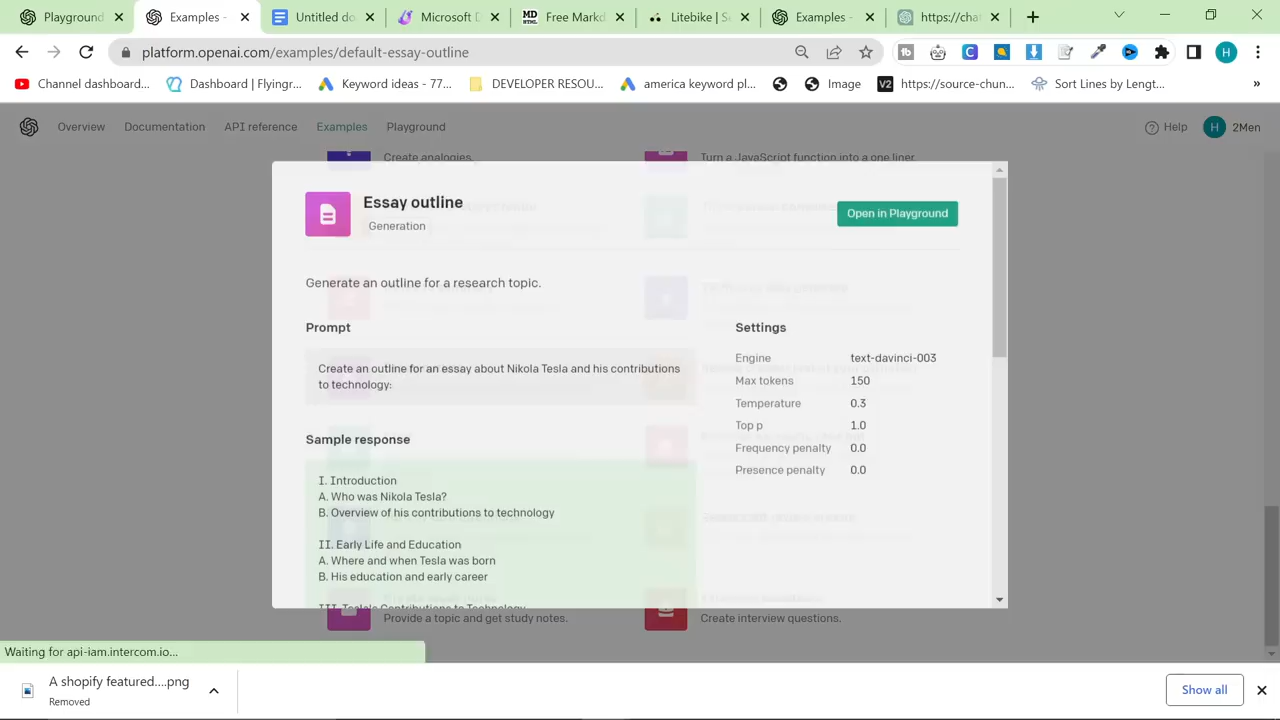 Playground
Examples -
Untitled do
Microsoft D
MD
HTML
Free Markd
Litebike | S
Examples -
https://cha
platform.openai.com/examples/default-essay-outline
Channel dashboard...
Dashboard | Flyingr...
Keyword ideas - 77...
DEVELOPER RESOU...
america keyword pl...
Image
V2
https://source-chun...
Sort Lines by Lengt...
»
Overview
Documentation
API reference
Examples
Playground
Help
H
2Men
Create analogies.
Turn a JavaScript function into a one liner.
Essay outline
Generation
Open in Playground
Generate an outline for a research topic.
Prompt
Create an outline for an essay about Nikola Tesla and his contributions
to technology:
Settings
Engine text-davinci-003
Max tokens 150
Temperature 0.3
Top p 1.0
Frequency penalty 0.0
Presence penalty 0.0
Sample response
I. Introduction
A. Who was Nikola Tesla?
B. Overview of his contributions to technology
II. Early Life and Education
A. Where and when Tesla was born
B. His education and early career
III. Tesla's Contributions to Technology
Provide a topic and get study notes.
Create interview questions.
Waiting for api-iam.intercom.io...
A shopify featured....png
Removed
Show all